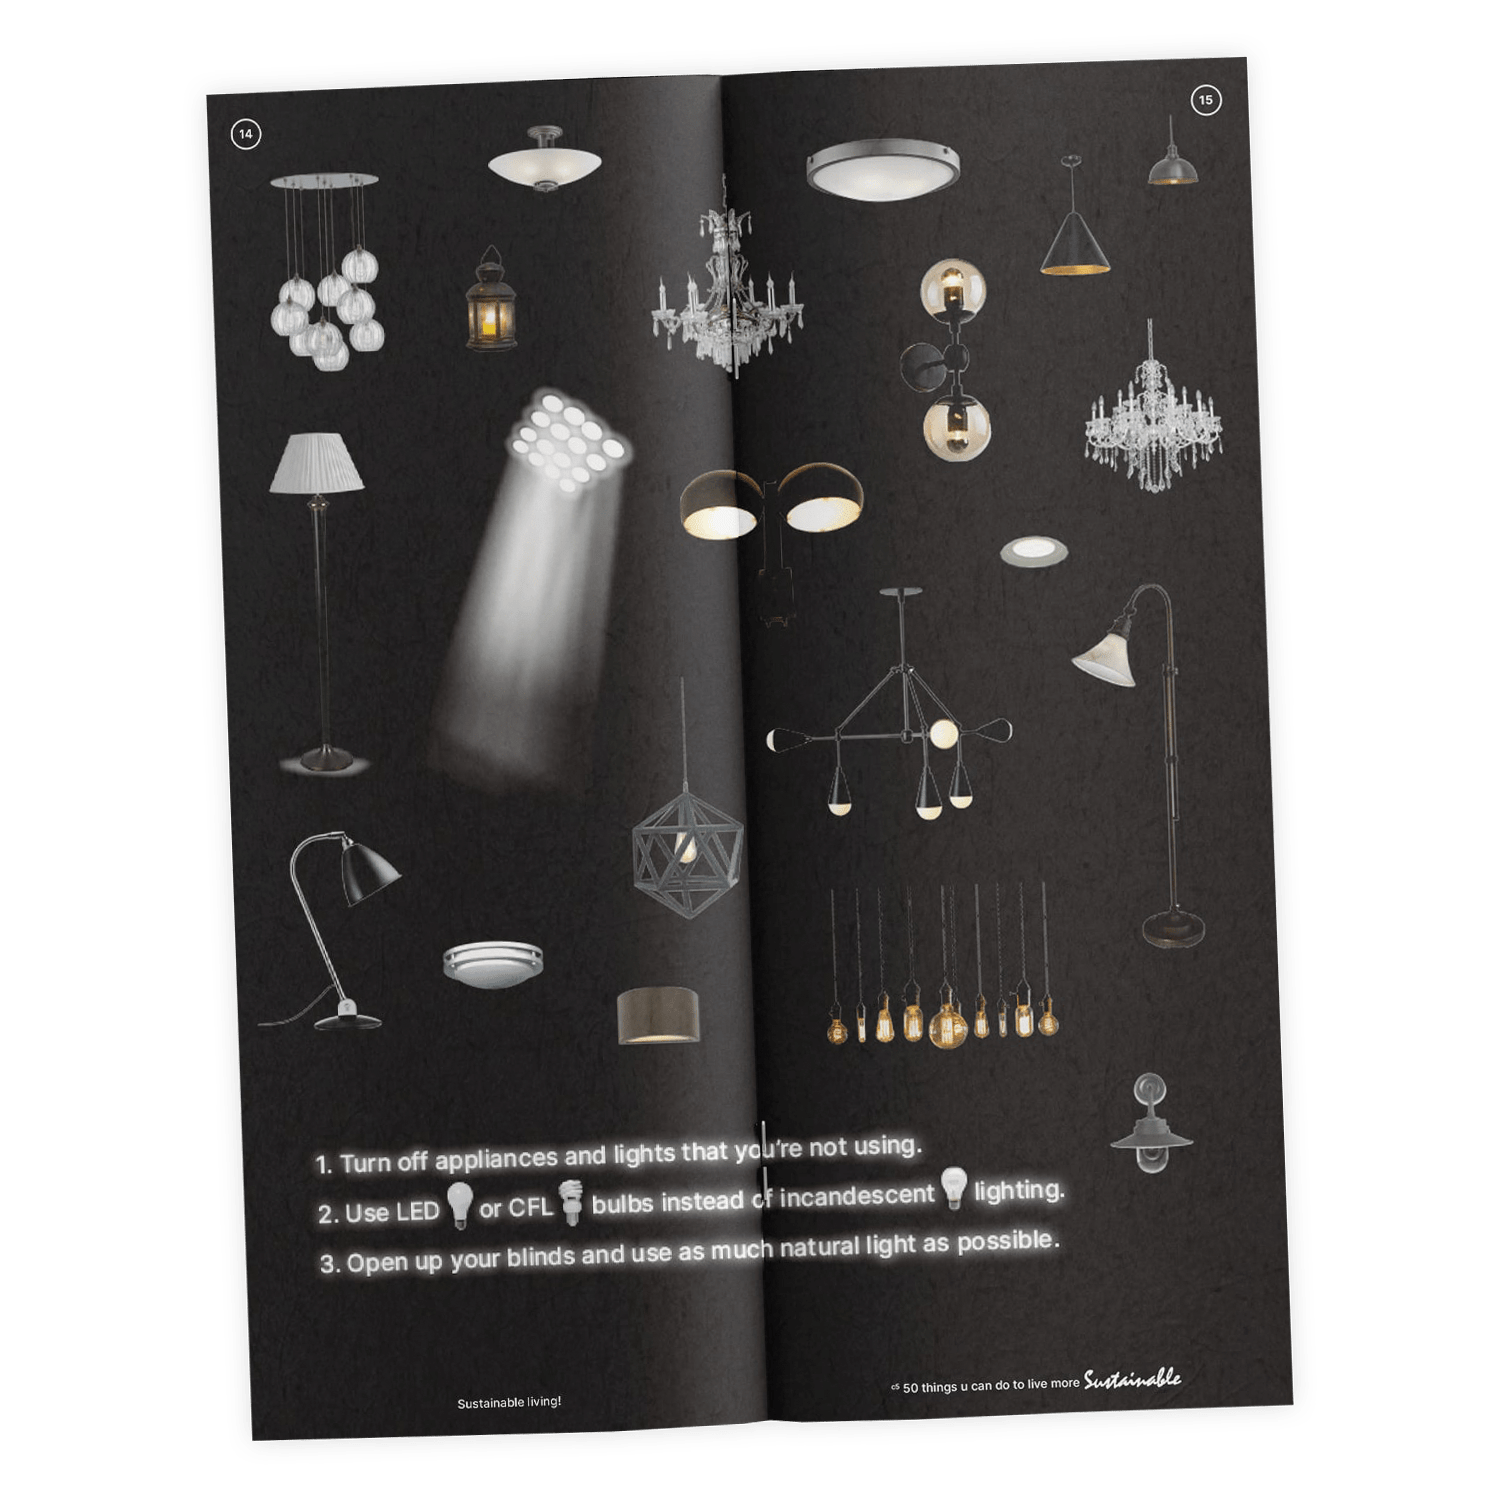 14
15
1. Turn off appliances and lights that you're not using.
2. Use LED or CFL bulbs instead of incandescent lighting.
3. Open up your blinds and use as much natural light as possible.
Sustainable living!
c5 50 things u can do to live more Sustainable